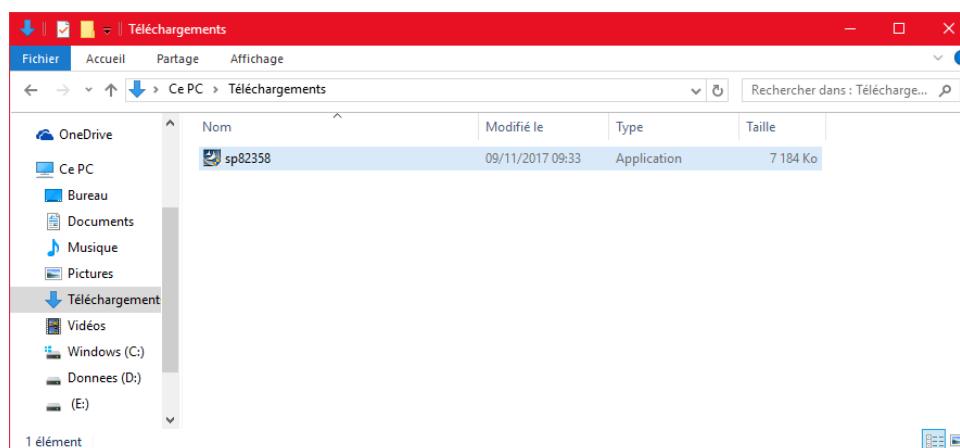 Téléchargements
Fichier Accueil Partage Affichage
Ce PC > Téléchargements Rechercher dans : Télécharge...
Nom Modifié le Type Taille
sp82358 09/11/2017 09:33 Application 7 184 Ko
OneDrive
Ce PC
Bureau
Documents
Musique
Pictures
Téléchargement
Vidéos
Windows (C:)
Donnees (D:)
(E:)
1 élément